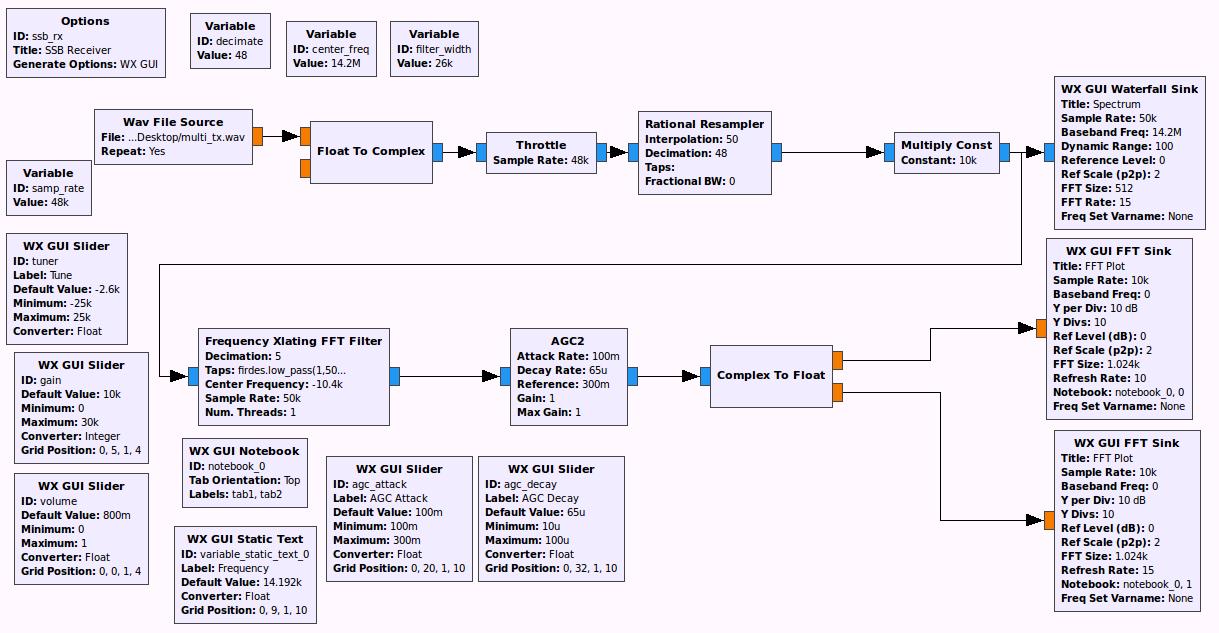 Options
ID: ssb_rx
Title: SSB Receiver
Generate Options: WX GUI
Variable
ID: decimate
Value: 48
Variable
ID: center_freq
Value: 14.2M
Variable
ID: filter_width
Value: 26k
Wav File Source
File: ...Desktop/multi_tx.wav
Repeat: Yes
Float To Complex
Throttle
Sample Rate: 48k
Rational Resampler
Interpolation: 50
Decimation: 48
Taps:
Fractional BW: 0
Multiply Const
Constant: 10k
WX GUI Waterfall Sink
Title: Spectrum
Sample Rate: 50k
Baseband Freq: 14.2M
Dynamic Range: 100
Reference Level: 0
Ref Scale (p2p): 2
FFT Size: 512
FFT Rate: 15
Freq Set Varname: None
Variable
ID: samp_rate
Value: 48k
WX GUI Slider
ID: tuner
Label: Tune
Default Value: -2.6k
Minimum: -25k
Maximum: 25k
Converter: Float
WX GUI FFT Sink
Title: FFT Plot
Sample Rate: 10k
Baseband Freq: 0
Y per Div: 10 dB
Y Divs: 10
Ref Level (dB): 0
Ref Scale (p2p): 2
FFT Size: 1.024k
Refresh Rate: 10
Notebook: notebook_0, 0
Freq Set Varname: None
Frequency Xlating FFT Filter
Decimation: 5
Taps: firdes.low_pass(1,50...
Center Frequency: -10.4k
Sample Rate: 50k
Num. Threads: 1
AGC2
Attack Rate: 100m
Decay Rate: 65u
Reference: 300m
Gain: 1
Max Gain: 1
Complex To Float
WX GUI Slider
ID: gain
Default Value: 10k
Minimum: 0
Maximum: 30k
Converter: Integer
Grid Position: 0, 5, 1, 4
WX GUI Notebook
ID: notebook_0
Tab Orientation: Top
Labels: tab1, tab2
WX GUI Slider
ID: agc_attack
Label: AGC Attack
Default Value: 100m
Minimum: 100m
Maximum: 300m
Converter: Float
Grid Position: 0, 20, 1, 10
WX GUI Slider
ID: agc_decay
Label: AGC Decay
Default Value: 65u
Minimum: 10u
Maximum: 100u
Converter: Float
Grid Position: 0, 32, 1, 10
WX GUI FFT Sink
Title: FFT Plot
Sample Rate: 10k
Baseband Freq: 0
Y per Div: 10 dB
Y Divs: 10
Ref Level (dB): 0
Ref Scale (p2p): 2
FFT Size: 1.024k
Refresh Rate: 15
Notebook: notebook_0, 1
Freq Set Varname: None
WX GUI Slider
ID: volume
Default Value: 800m
Minimum: 0
Maximum: 1
Converter: Float
Grid Position: 0, 0, 1, 4
WX GUI Static Text
ID: variable_static_text_0
Label: Frequency
Default Value: 14.192k
Converter: Float
Grid Position: 0, 9, 1, 10